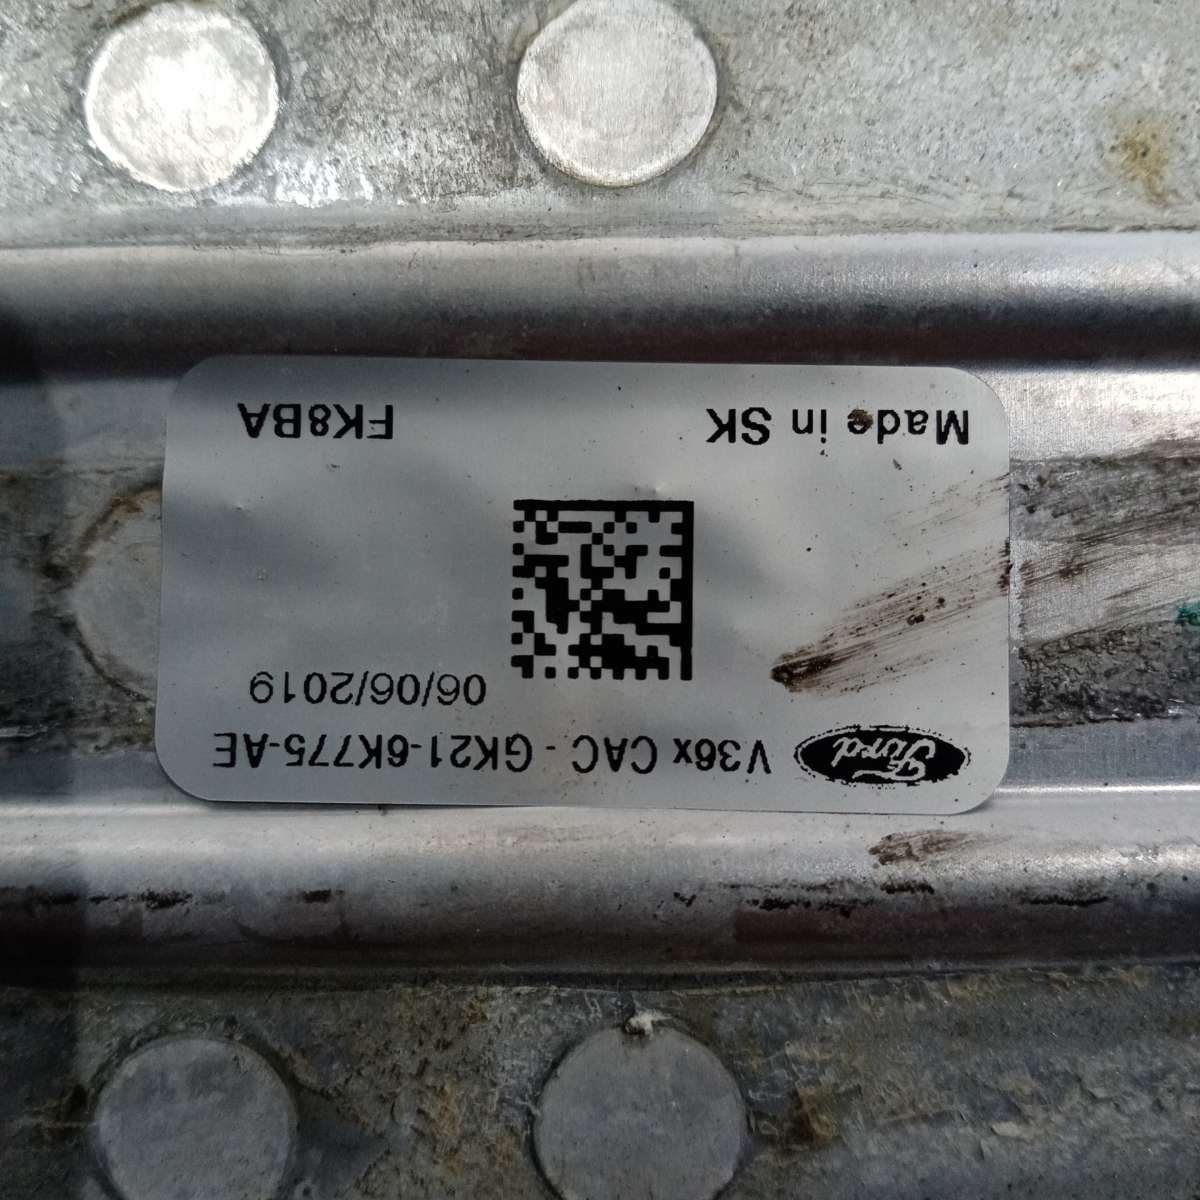 Ford V36x CAC - GK21-6K775-AE
06/06/2019
Made in SK FK8BA